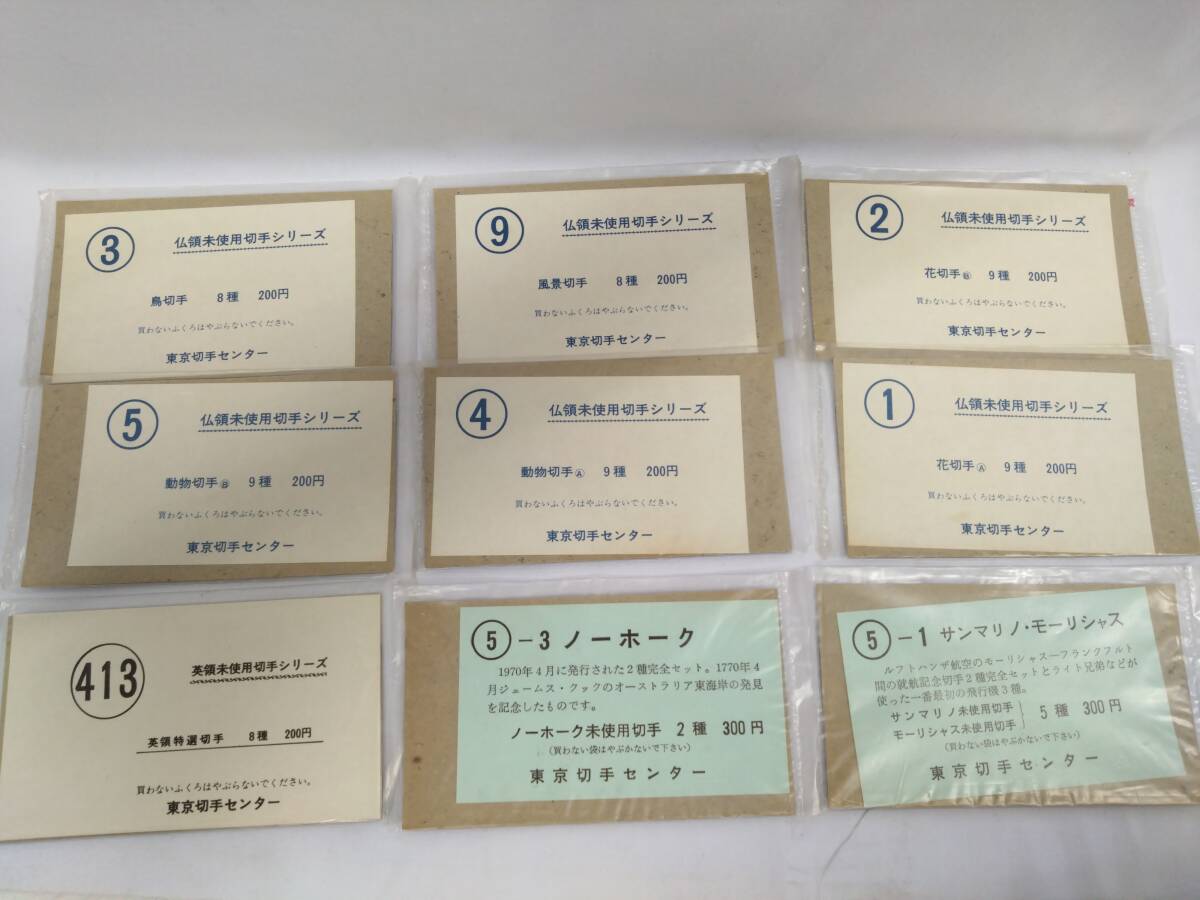 ③ 仏領未使用切手シリーズ
鳥切手 8種 200円
買わないふくろはやぶらないでください。
東京切手センター
⑨ 仏領未使用切手シリーズ
風景切手 8種 200円
買わないふくろはやぶらないでください。
東京切手センター
② 仏領未使用切手シリーズ
花切手Ⓑ 9種 200円
買わないふくろはやぶらないでください。
東京切手センター
⑤ 仏領未使用切手シリーズ
動物切手Ⓑ 9種 200円
買わないふくろはやぶらないでください。
東京切手センター
④ 仏領未使用切手シリーズ
動物切手Ⓐ 9種 200円
買わないふくろはやぶらないでください。
東京切手センター
① 仏領未使用切手シリーズ
花切手Ⓐ 9種 200円
買わないふくろはやぶらないでください。
東京切手センター
413 英領未使用切手シリーズ
英領特選切手 8種 200円
買わないふくろはやぶらないでください。
東京切手センター
⑤-3 ノーホーク
1970年4月に発行された2種完全セット。1770年4
月ジェームス・クックのオーストラリア東海岸の発見
を記念したものです。
ノーホーク未使用切手 2種 300円
(買わない袋はやぶかないで下さい)
東京切手センター
⑤-1 サンマリノ・モーリシャス
ルフトハンザ航空のモーリシャス―フランクフルト
間の就航記念切手2種完全セットとライト兄弟などが
使った一番最初の飛行機3種。
サンマリノ未使用切手
モーリシャス未使用切手 } 5種 300円
(買わない袋はやぶかないで下さい)
東京切手センター